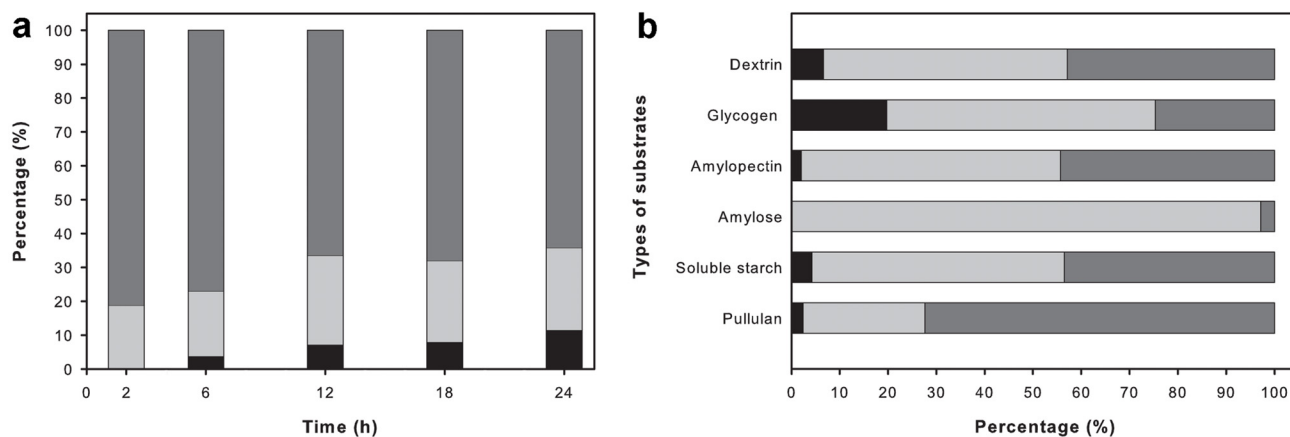 a
Percentage (%)
100
90
80
70
60
50
40
30
20
10
0
0 2 6 12 18 24
Time (h)
b
Types of substrates
Dextrin
Glycogen
Amylopectin
Amylose
Soluble starch
Pullulan
0 10 20 30 40 50 60 70 80 90 100
Percentage (%)